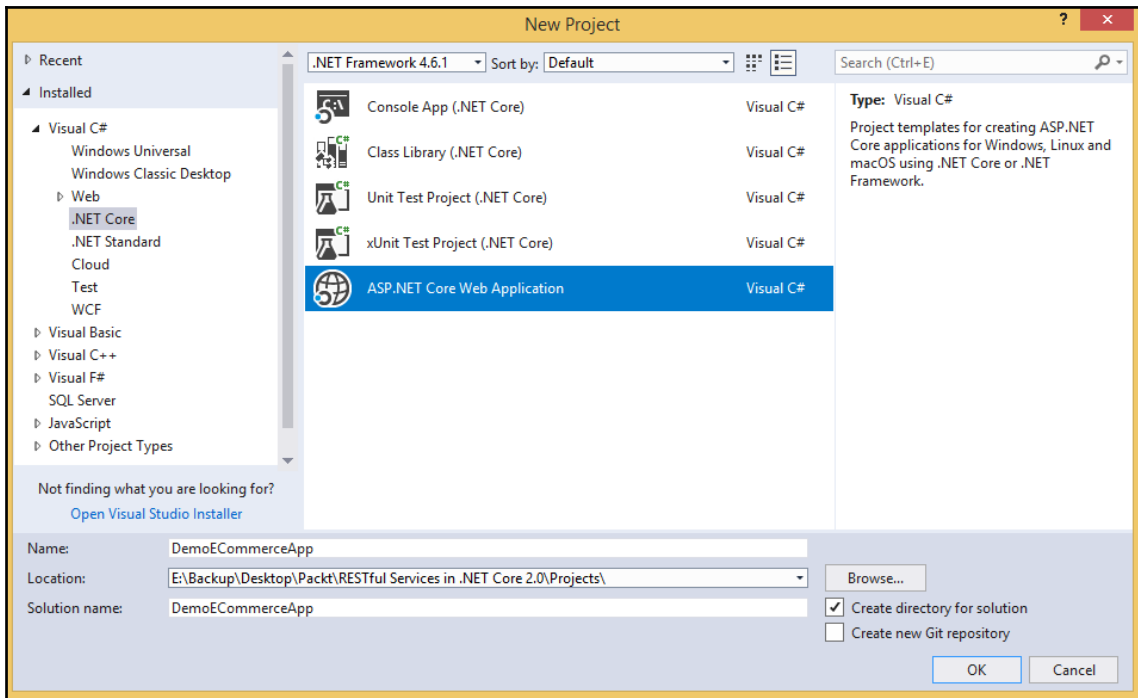 New Project
?
×
Recent
Installed
Visual C#
Windows Universal
Windows Classic Desktop
Web
.NET Core
.NET Standard
Cloud
Test
WCF
Visual Basic
Visual C++
Visual F#
SQL Server
JavaScript
Other Project Types
Not finding what you are looking for?
Open Visual Studio Installer
.NET Framework 4.6.1 Sort by: Default
C:\ Console App (.NET Core) Visual C#
C# Class Library (.NET Core) Visual C#
C# Unit Test Project (.NET Core) Visual C#
C# xUnit Test Project (.NET Core) Visual C#
ASP.NET Core Web Application Visual C#
Search (Ctrl+E)
Type: Visual C#
Project templates for creating ASP.NET
Core applications for Windows, Linux and
macOS using .NET Core or .NET
Framework.
Name: DemoECommerceApp
Location: E:\Backup\Desktop\Packt\RESTful Services in .NET Core 2.0\Projects\ Browse...
Solution name: DemoECommerceApp
Create directory for solution
Create new Git repository
OK Cancel